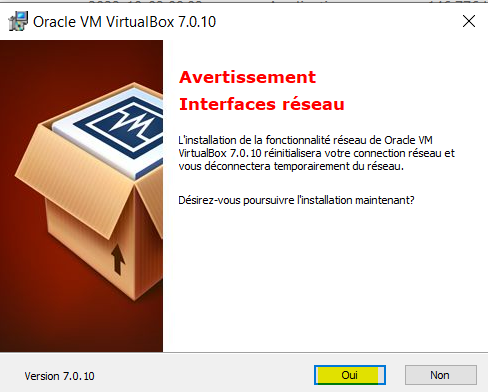 Oracle VM VirtualBox 7.0.10
Avertissement
Interfaces réseau
L'installation de la fonctionnalité réseau de Oracle VM
VirtualBox 7.0.10 réinitialisera votre connection réseau et
vous déconnectera temporairement du réseau.
Désirez-vous poursuivre l'installation maintenant?
Version 7.0.10
Oui
Non